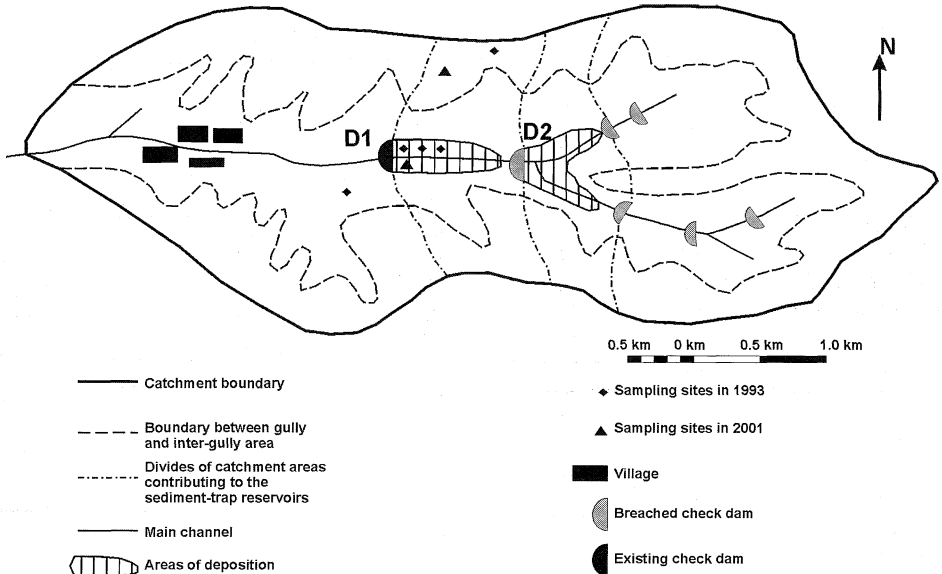 N
D1
D2
0.5 km 0 km 0.5 km 1.0 km
Catchment boundary
Boundary between gully
and inter-gully area
Divides of catchment areas
contributing to the
sediment-trap reservoirs
Main channel
Areas of deposition
Sampling sites in 1993
Sampling sites in 2001
Village
Breached check dam
Existing check dam